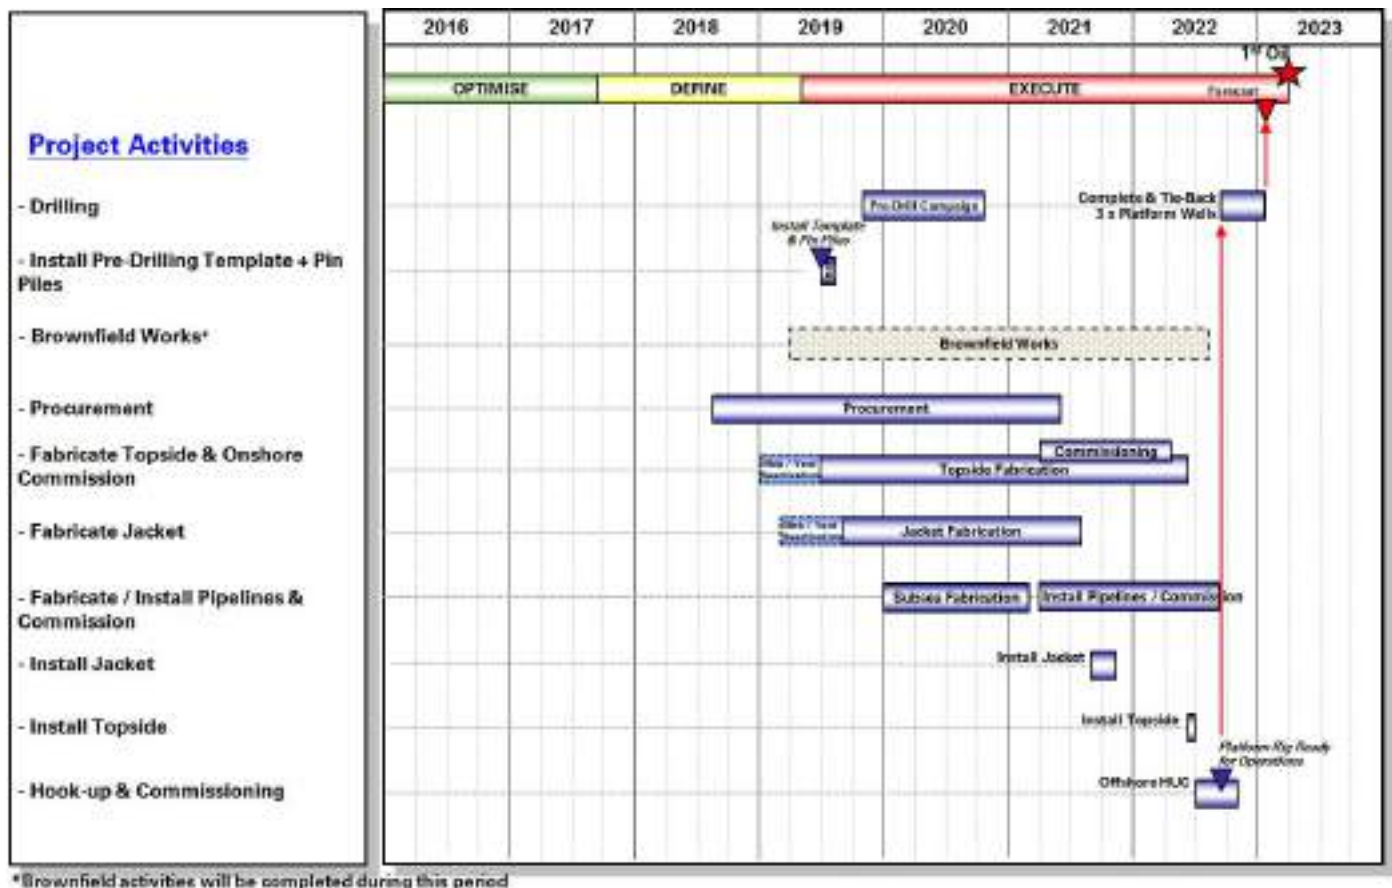 2016 2017 2018 2019 2020 2021 2022 2023
1st Oil
OPTIMISE DEFINE EXECUTE Forecast
Project Activities
- Drilling
Pre-Drill Campaign
Complete & Tie-Back
3 x Platform Wells
Install Template
& Pin Piles
- Install Pre-Drilling Template + Pin
Piles
- Brownfield Works*
Brownfield Works
- Procurement
Procurement
- Fabricate Topside & Onshore
Commission
Commissioning
Topside Fabrication
- Fabricate Jacket
Jacket Fabrication
- Fabricate / Install Pipelines &
Commission
Subsea Fabrication
Install Pipelines / Commission
- Install Jacket
Install Jacket
- Install Topside
Install Topside
Platform Rig Ready
for Operations
- Hook-up & Commissioning
Offshore HUC
*Brownfield activities will be completed during this period